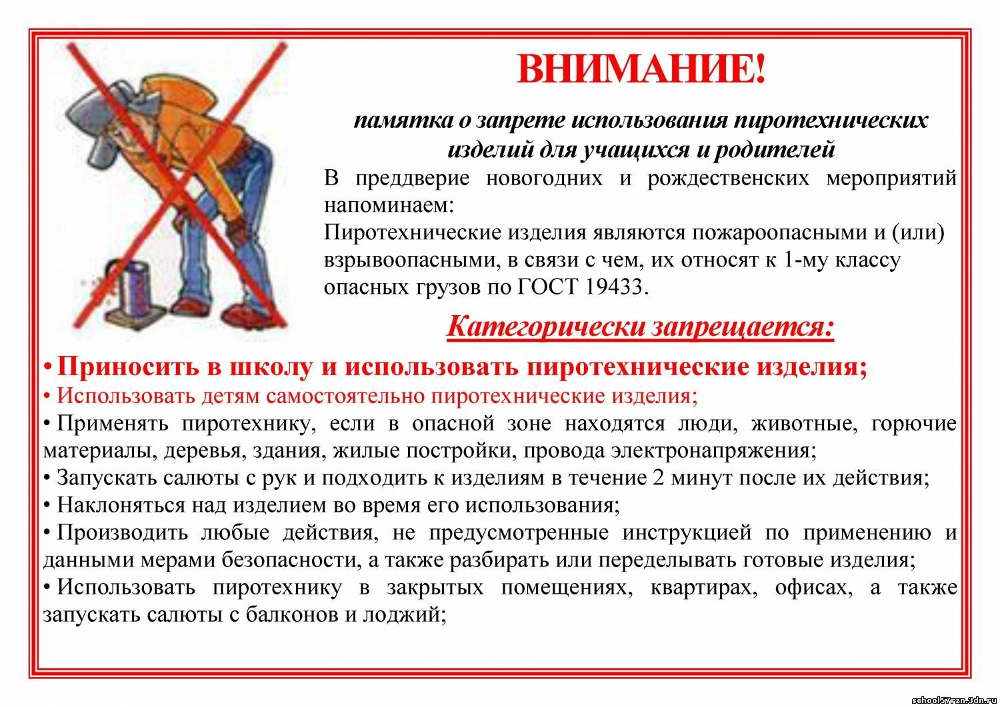 ВНИМАНИЕ!
памятка о запрете использования пиротехнических
изделий для учащихся и родителей
В преддверие новогодних и рождественских мероприятий
напоминаем:
Пиротехнические изделия являются пожароопасными и (или)
взрывоопасными, в связи с чем, их относят к 1-му классу
опасных грузов по ГОСТ 19433.
Категорически запрещается:
• Приносить в школу и использовать пиротехнические изделия;
• Использовать детям самостоятельно пиротехнические изделия;
• Применять пиротехнику, если в опасной зоне находятся люди, животные, горючие
материалы, деревья, здания, жилые постройки, провода электронапряжения;
• Запускать салюты с рук и подходить к изделиям в течение 2 минут после их действия;
• Наклоняться над изделием во время его использования;
• Производить любые действия, не предусмотренные инструкцией по применению и
данными мерами безопасности, а также разбирать или переделывать готовые изделия;
• Использовать пиротехнику в закрытых помещениях, квартирах, офисах, а также
запускать салюты с балконов и лоджий;
school57rzn.3dn.ru